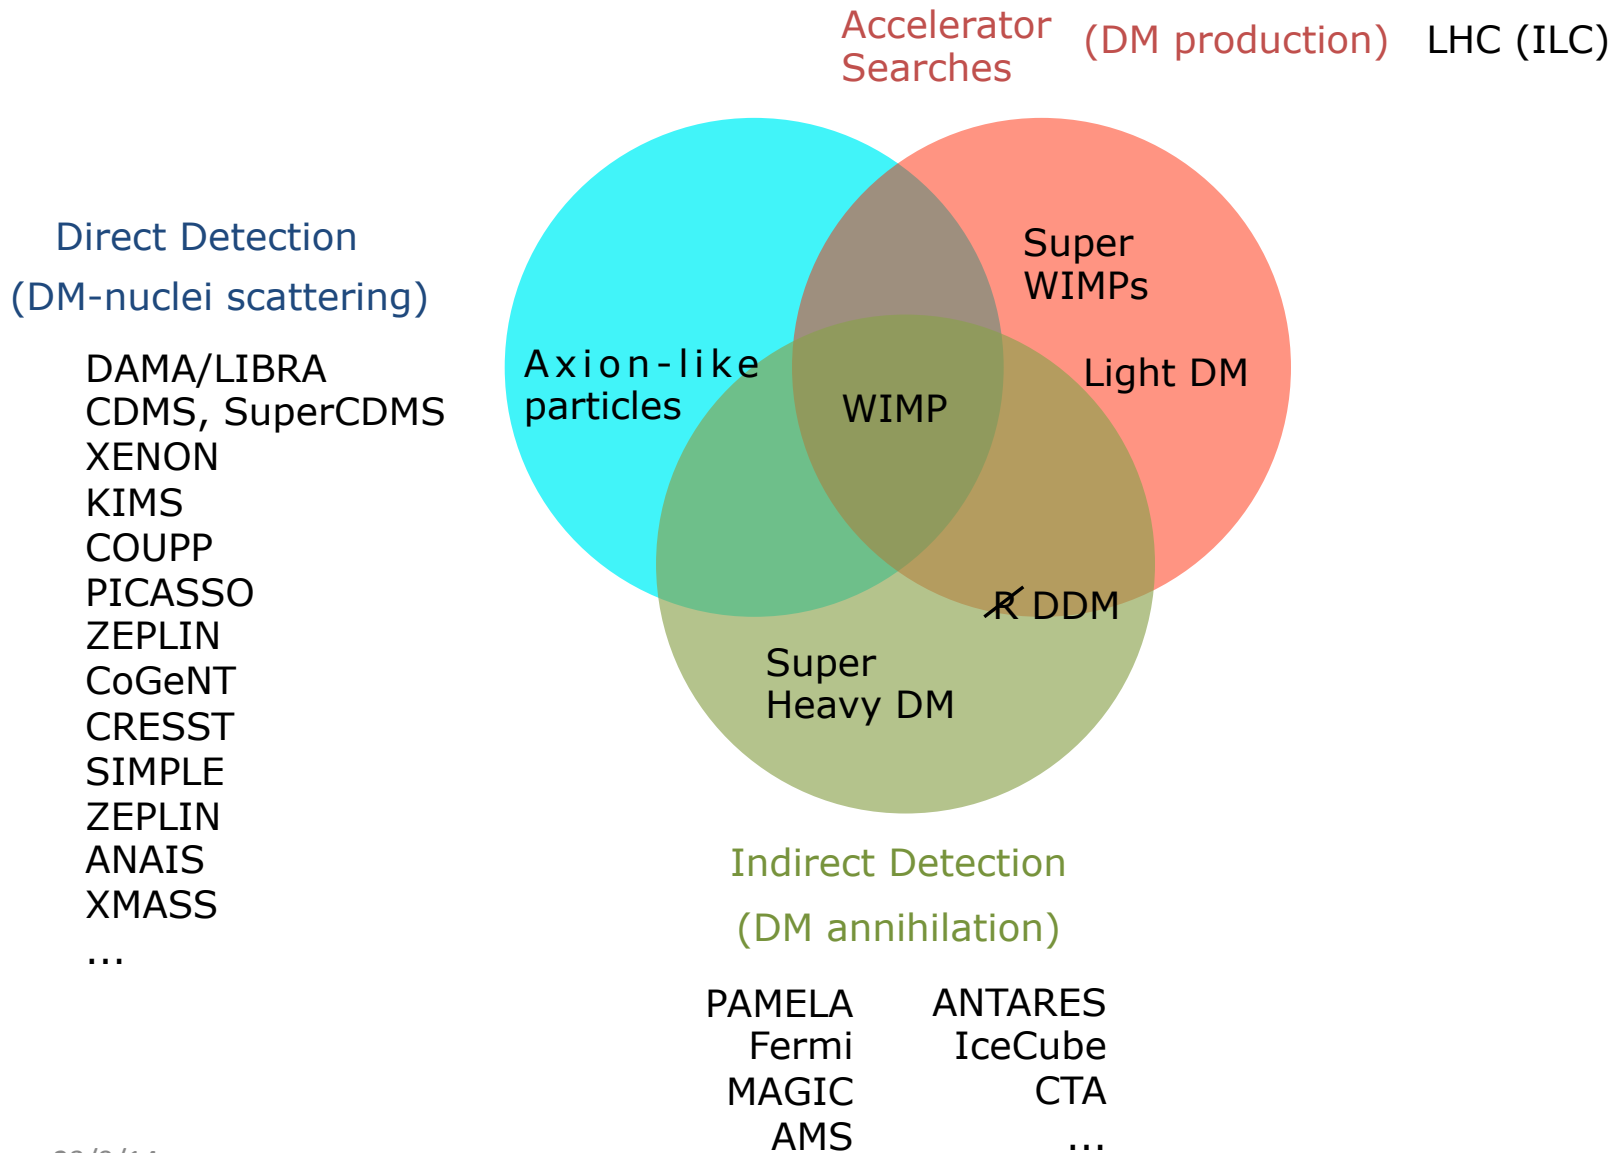 Accelerator
Searches
(DM production)
LHC (ILC)
Direct Detection
(DM-nuclei scattering)
DAMA/LIBRA
CDMS, SuperCDMS
XENON
KIMS
COUPP
PICASSO
ZEPLIN
CoGeNT
CRESST
SIMPLE
ZEPLIN
ANAIS
XMASS
...
Super
WIMPs
Axion-like
particles
WIMP
Light DM
R̸ DDM
Super
Heavy DM
Indirect Detection
(DM annihilation)
PAMELA
Fermi
MAGIC
AMS
ANTARES
IceCube
CTA
...